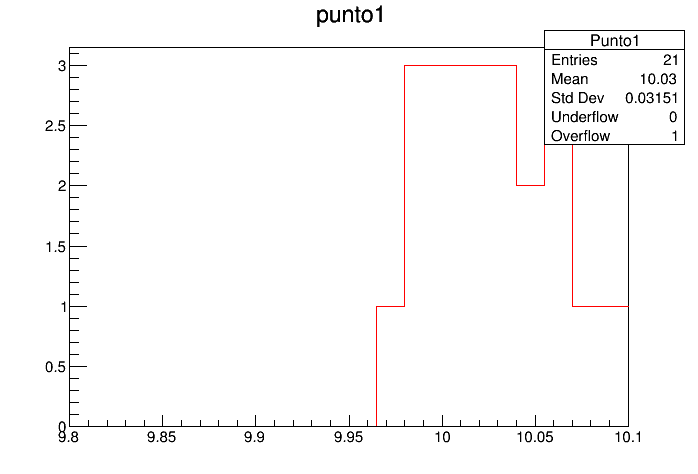 punto1
Punto1
Entries 21
Mean 10.03
Std Dev 0.03151
Underflow 0
Overflow 1
3
2.5
2
1.5
1
0.5
0
9.8 9.85 9.9 9.95 10 10.05 10.1